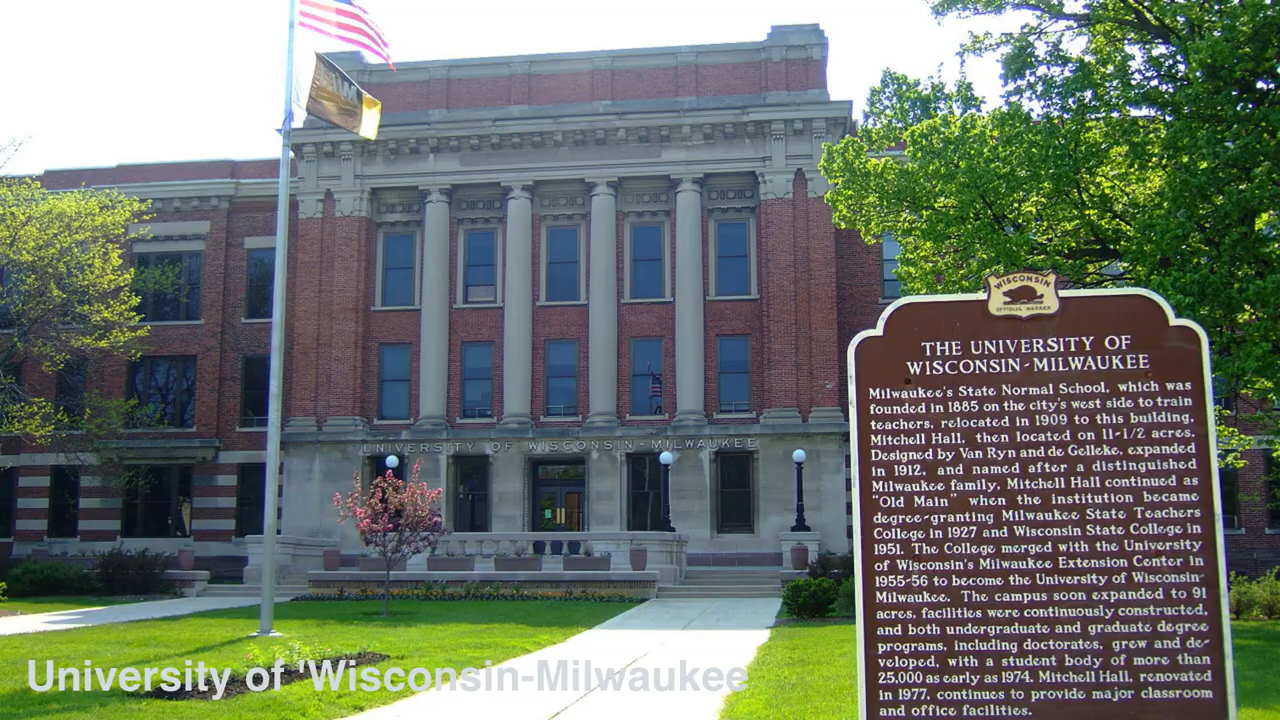 WISCONSIN
OFFICIAL MARKER
THE UNIVERSITY OF
WISCONSIN-MILWAUKEE
Milwaukee's State Normal School, which was
founded in 1885 on the city's west side to train
teachers, relocated in 1909 to this building,
Mitchell Hall, then located on 11-1/2 acres.
Designed by Van Ryn and de Gelleke, expanded
in 1912, and named after a distinguished
Milwaukee family, Mitchell Hall continued as
"Old Main" when the institution became
degree-granting Milwaukee State Teachers
College in 1927 and Wisconsin State College in
1951. The College merged with the University
of Wisconsin's Milwaukee Extension Center in
1955-56 to become the University of Wisconsin-
Milwaukee. The campus soon expanded to 91
acres, facilities were continuously constructed,
and both undergraduate and graduate degree
programs, including doctorates, grew and de-
veloped, with a student body of more than
25,000 as early as 1974. Mitchell Hall, renovated
in 1977, continues to provide major classroom
and office facilities.
UNIVERSITY OF WISCONSIN-MILWAUKEE
University of 'Wisconsin-Milwaukee